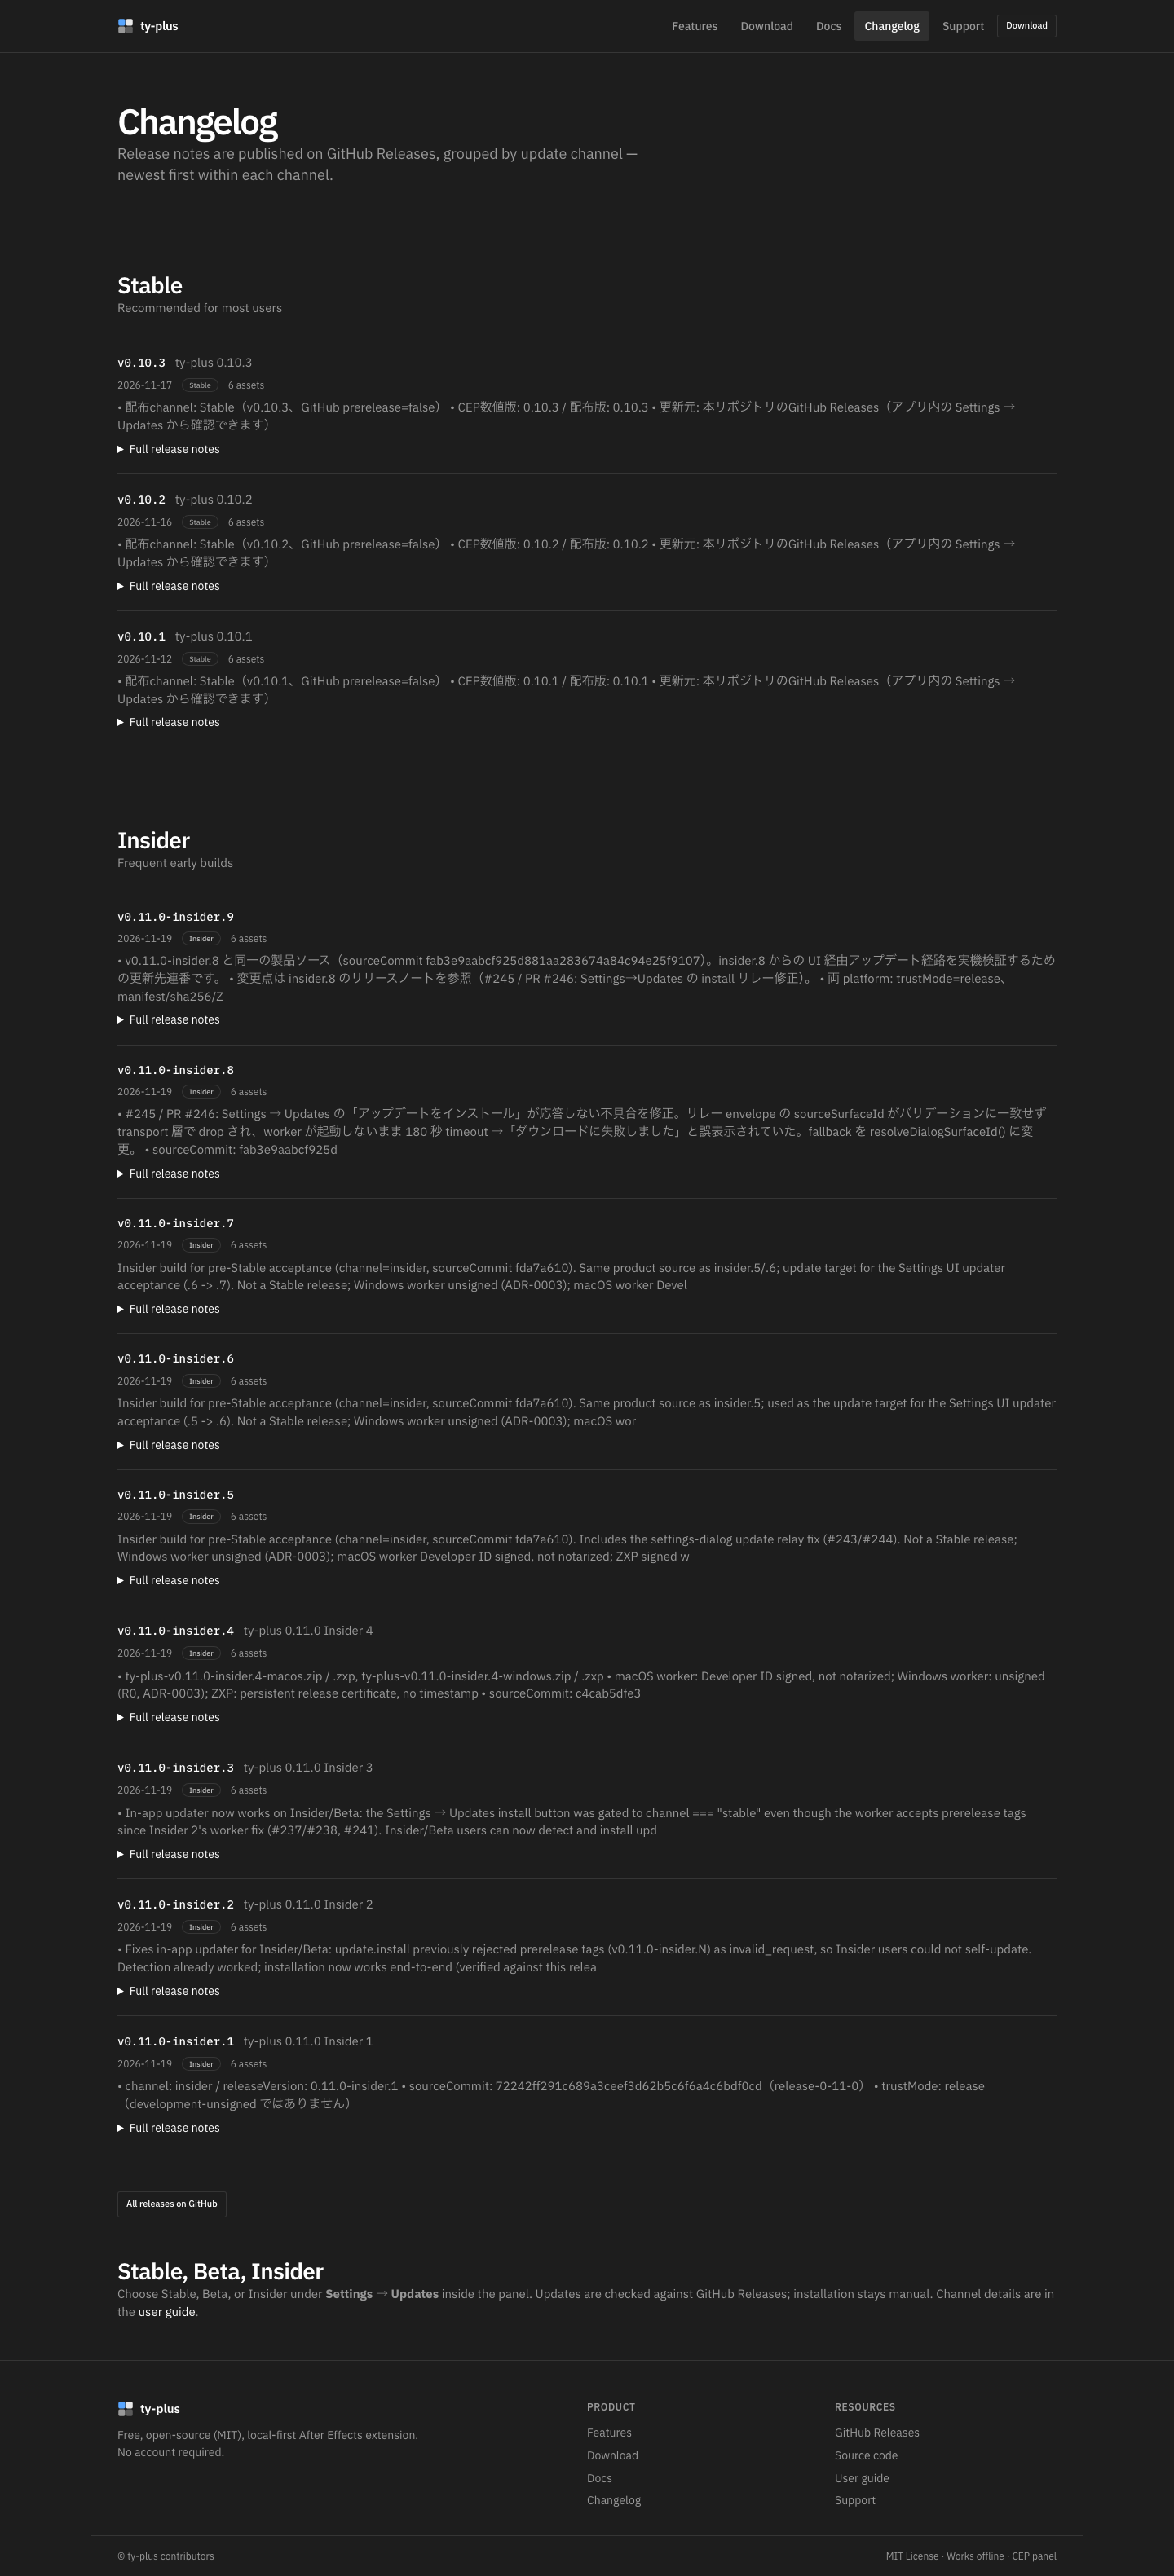 ty-plus
Features
Download
Docs
Changelog
Support
Download
Changelog
Release notes are published on GitHub Releases, grouped by update channel —
newest first within each channel.
Stable
Recommended for most users
v0.10.3 ty-plus 0.10.3
2026-11-17 Stable 6 assets
• 配布channel: Stable（v0.10.3、GitHub prerelease=false） • CEP数値版: 0.10.3 / 配布版: 0.10.3 • 更新元: 本リポジトリのGitHub Releases（アプリ内の Settings →
Updates から確認できます）
▶ Full release notes
v0.10.2 ty-plus 0.10.2
2026-11-16 Stable 6 assets
• 配布channel: Stable（v0.10.2、GitHub prerelease=false） • CEP数値版: 0.10.2 / 配布版: 0.10.2 • 更新元: 本リポジトリのGitHub Releases（アプリ内の Settings →
Updates から確認できます）
▶ Full release notes
v0.10.1 ty-plus 0.10.1
2026-11-12 Stable 6 assets
• 配布channel: Stable（v0.10.1、GitHub prerelease=false） • CEP数値版: 0.10.1 / 配布版: 0.10.1 • 更新元: 本リポジトリのGitHub Releases（アプリ内の Settings →
Updates から確認できます）
▶ Full release notes
Insider
Frequent early builds
v0.11.0-insider.9
2026-11-19 Insider 6 assets
• v0.11.0-insider.8 と同一の製品ソース（sourceCommit fab3e9aabcf925d881aa283674a84c94e25f9107）。insider.8 からの UI 経由アップデート経路を実機検証するため
の更新先連番です。 • 変更点は insider.8 のリリースノートを参照（#245 / PR #246: Settings→Updates の install リレー修正）。 • 両 platform: trustMode=release、
manifest/sha256/Z
▶ Full release notes
v0.11.0-insider.8
2026-11-19 Insider 6 assets
• #245 / PR #246: Settings → Updates の「アップデートをインストール」が応答しない不具合を修正。リレー envelope の sourceSurfaceId がバリデーションに一致せず
transport 層で drop され、worker が起動しないまま 180 秒 timeout →「ダウンロードに失敗しました」と誤表示されていた。fallback を resolveDialogSurfaceId() に変
更。 • sourceCommit: fab3e9aabcf925d
▶ Full release notes
v0.11.0-insider.7
2026-11-19 Insider 6 assets
Insider build for pre-Stable acceptance (channel=insider, sourceCommit fda7a610). Same product source as insider.5/.6; update target for the Settings UI updater
acceptance (.6 -> .7). Not a Stable release; Windows worker unsigned (ADR-0003); macOS worker Devel
▶ Full release notes
v0.11.0-insider.6
2026-11-19 Insider 6 assets
Insider build for pre-Stable acceptance (channel=insider, sourceCommit fda7a610). Same product source as insider.5; used as the update target for the Settings UI updater
acceptance (.5 -> .6). Not a Stable release; Windows worker unsigned (ADR-0003); macOS wor
▶ Full release notes
v0.11.0-insider.5
2026-11-19 Insider 6 assets
Insider build for pre-Stable acceptance (channel=insider, sourceCommit fda7a610). Includes the settings-dialog update relay fix (#243/#244). Not a Stable release;
Windows worker unsigned (ADR-0003); macOS worker Developer ID signed, not notarized; ZXP signed w
▶ Full release notes
v0.11.0-insider.4 ty-plus 0.11.0 Insider 4
2026-11-19 Insider 6 assets
• ty-plus-v0.11.0-insider.4-macos.zip / .zxp, ty-plus-v0.11.0-insider.4-windows.zip / .zxp • macOS worker: Developer ID signed, not notarized; Windows worker: unsigned
(R0, ADR-0003); ZXP: persistent release certificate, no timestamp • sourceCommit: c4cab5dfe3
▶ Full release notes
v0.11.0-insider.3 ty-plus 0.11.0 Insider 3
2026-11-19 Insider 6 assets
• In-app updater now works on Insider/Beta: the Settings → Updates install button was gated to channel === "stable" even though the worker accepts prerelease tags
since Insider 2's worker fix (#237/#238, #241). Insider/Beta users can now detect and install upd
▶ Full release notes
v0.11.0-insider.2 ty-plus 0.11.0 Insider 2
2026-11-19 Insider 6 assets
• Fixes in-app updater for Insider/Beta: update.install previously rejected prerelease tags (v0.11.0-insider.N) as invalid_request, so Insider users could not self-update.
Detection already worked; installation now works end-to-end (verified against this relea
▶ Full release notes
v0.11.0-insider.1 ty-plus 0.11.0 Insider 1
2026-11-19 Insider 6 assets
• channel: insider / releaseVersion: 0.11.0-insider.1 • sourceCommit: 72242ff291c689a3ceef3d62b5c6f6a4c6bdf0cd（release-0-11-0） • trustMode: release
（development-unsigned ではありません）
▶ Full release notes
All releases on GitHub
Stable, Beta, Insider
Choose Stable, Beta, or Insider under Settings → Updates inside the panel. Updates are checked against GitHub Releases; installation stays manual. Channel details are in
the user guide.
ty-plus
Free, open-source (MIT), local-first After Effects extension.
No account required.
PRODUCT
Features
Download
Docs
Changelog
RESOURCES
GitHub Releases
Source code
User guide
Support
© ty-plus contributors
MIT License · Works offline · CEP panel